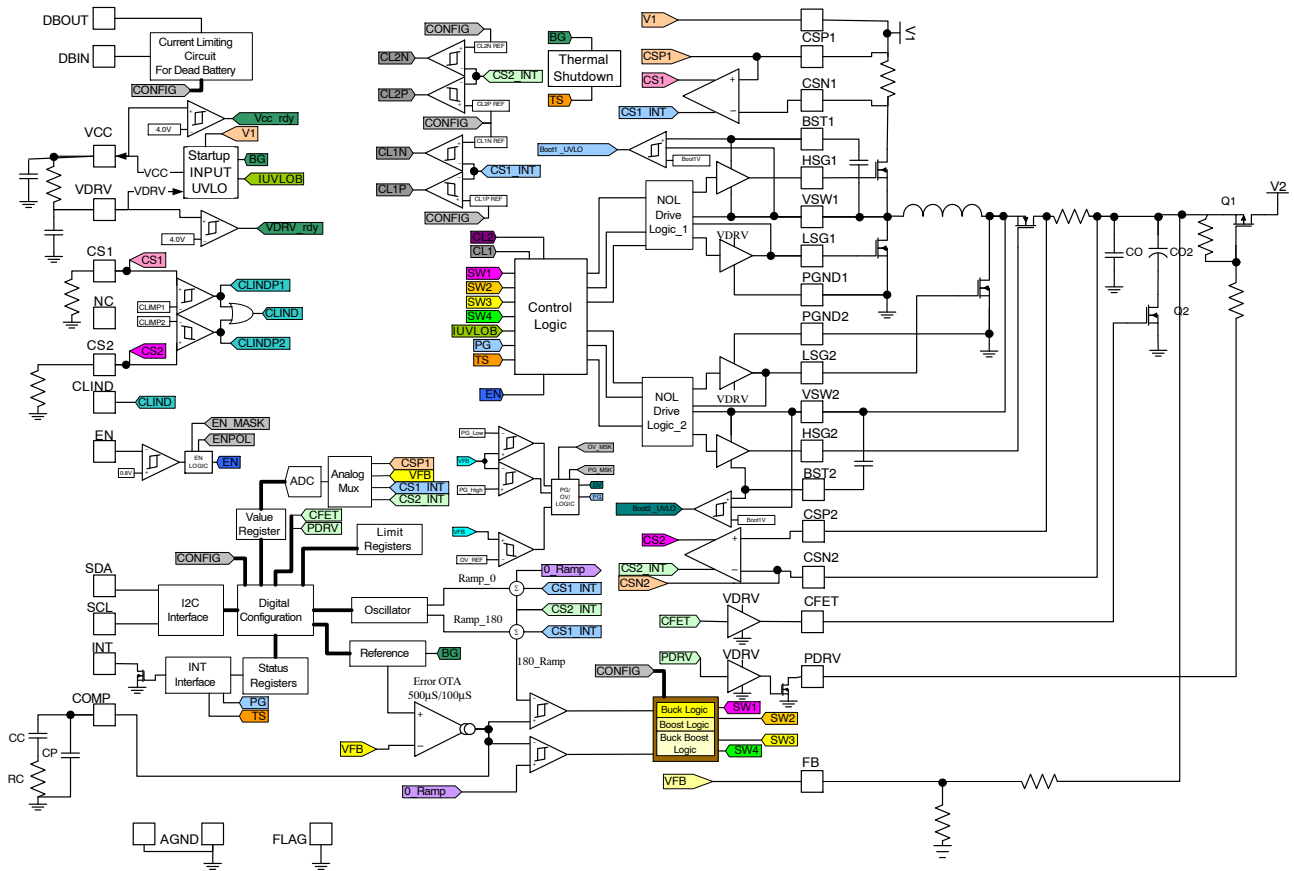 DBOUT
DBIN
Current Limiting
Circuit
For Dead Battery
CONFIG
VCC
4.0V
Vcc_rdy
V1
Startup
INPUT
UVLO
VCC
VDRV
BG
IUVLOB
VDRV
4.0V
VDRV_rdy
CS1
CS1
CLIMP1
CLIMP2
CLINDP1
CLIND
CLINDP2
NC
CS2
CS2
CLIND
CLIND
EN
0.8V
EN_MASK
ENPOL
EN
LOGIC
EN
CONFIG
CL2N REF
CL2N
CS2_INT
CL2P
CL2P REF
CONFIG
CL1N REF
CL1N
CS1_INT
CL1P
CL1P REF
CONFIG
BG
Thermal
Shutdown
TS
CL2
CL1
SW1
SW2
SW3
SW4
IUVLOB
PG
TS
EN
Control
Logic
NOL
Drive
Logic_1
NOL
Drive
Logic_2
V1
CSP1
CS1
CS1_INT
Boot1_UVLO
Boot1V
VDRV
VDRV
CSP1
CSN1
BST1
HSG1
VSW1
LSG1
PGND1
PGND2
LSG2
VSW2
HSG2
BST2
CSP2
CSN2
CFET
PDRV
FB
V1
Q1
V2
CO
CO2
Q2
Boot2_UVLO
Boot1V
CS2
CS2_INT
CSN2
VDRV
CFET
VDRV
PDRV
VFB
PG_Low
VFB
PG_High
VFB
OV_REF
OV_MSK
PG_MSK
PG/
OV/
LOGIC
OV
PG
ADC
Analog
Mux
CSP1
VFB
CS1_INT
CS2_INT
Value
Register
CFET
PDRV
Limit
Registers
CONFIG
SDA
SCL
I2C
Interface
Digital
Configuration
Oscillator
Ramp_0
Ramp_180
Σ
Σ
0_Ramp
CS1_INT
CS2_INT
CS1_INT
180_Ramp
Reference
BG
INT
INT
Interface
Status
Registers
PG
TS
COMP
CC
CP
RC
Error OTA
500µS/100µS
VFB
0_Ramp
CONFIG
Buck Logic
Boost Logic
Buck Boost
Logic
SW1
SW2
SW3
SW4
AGND
FLAG